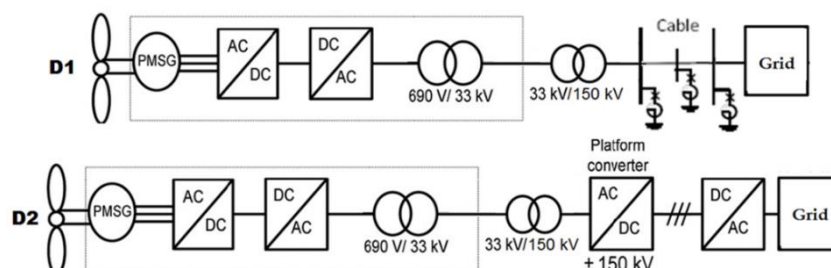 Cable
D1
PMSG
AC
DC
DC
AC
Grid
690 V/ 33 kV
33 kV/150 kV
Platform
converter
D2
PMSG
AC
DC
DC
AC
AC
DC
DC
AC
Grid
690 V/ 33 kV
33 kV/150 kV
± 150 kV